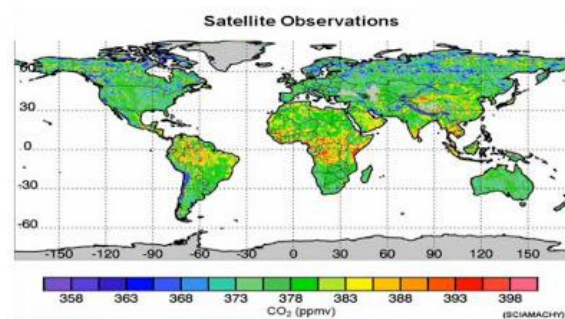 Satellite Observations
60
30
0
-30
-60
-150 -120 -90 -60 -30 0 30 60 90 120 150
358 363 368 373 378 383 388 393 398
CO₂ (ppmv)
(SCIAMACHY)